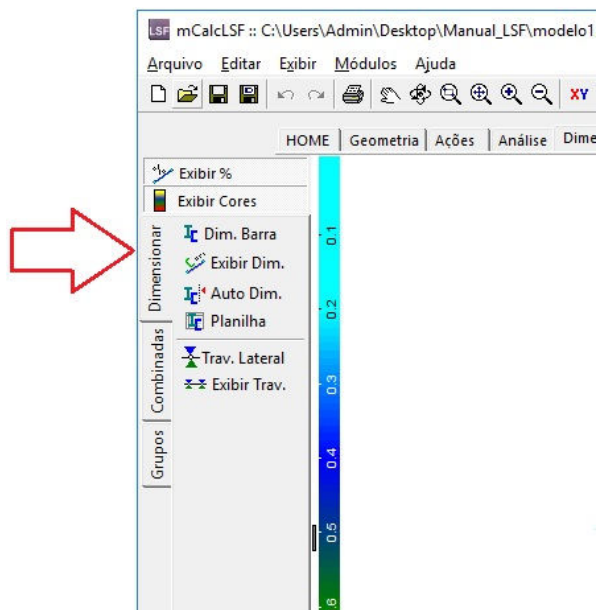 LSF mCalcLSF :: C:\Users\Admin\Desktop\Manual_LSF\modelo1
Arquivo Editar Exibir Módulos Ajuda
XY
HOME Geometria Ações Análise Dime
Exibir %
Exibir Cores
Dimensionar
Combinadas
Grupos
Dim. Barra
Exibir Dim.
Auto Dim.
Planilha
Trav. Lateral
Exibir Trav.
0.1
0.2
0.3
0.4
0.5
0.6